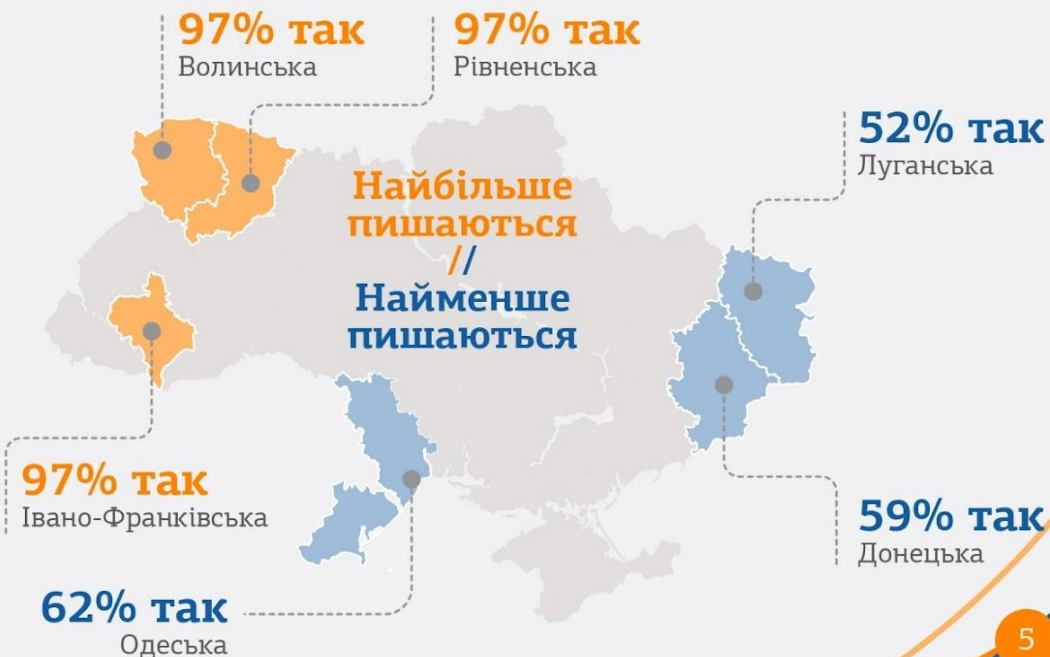 97% так
Волинська
97% так
Рівненська
52% так
Луганська
Найбільше
пишаються
//
Найменше
пишаються
97% так
Івано-Франківська
59% так
Донецька
62% так
Одеська
5